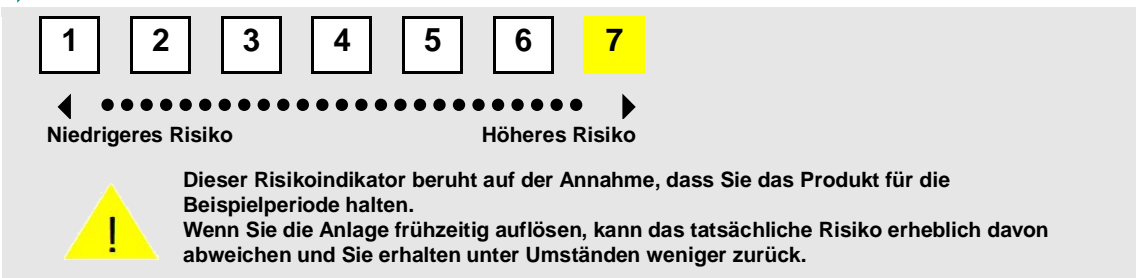 1 2 3 4 5 6 7
Niedrigeres Risiko Höheres Risiko
Dieser Risikoindikator beruht auf der Annahme, dass Sie das Produkt für die
Beispielperiode halten.
Wenn Sie die Anlage frühzeitig auflösen, kann das tatsächliche Risiko erheblich davon
abweichen und Sie erhalten unter Umständen weniger zurück.
!